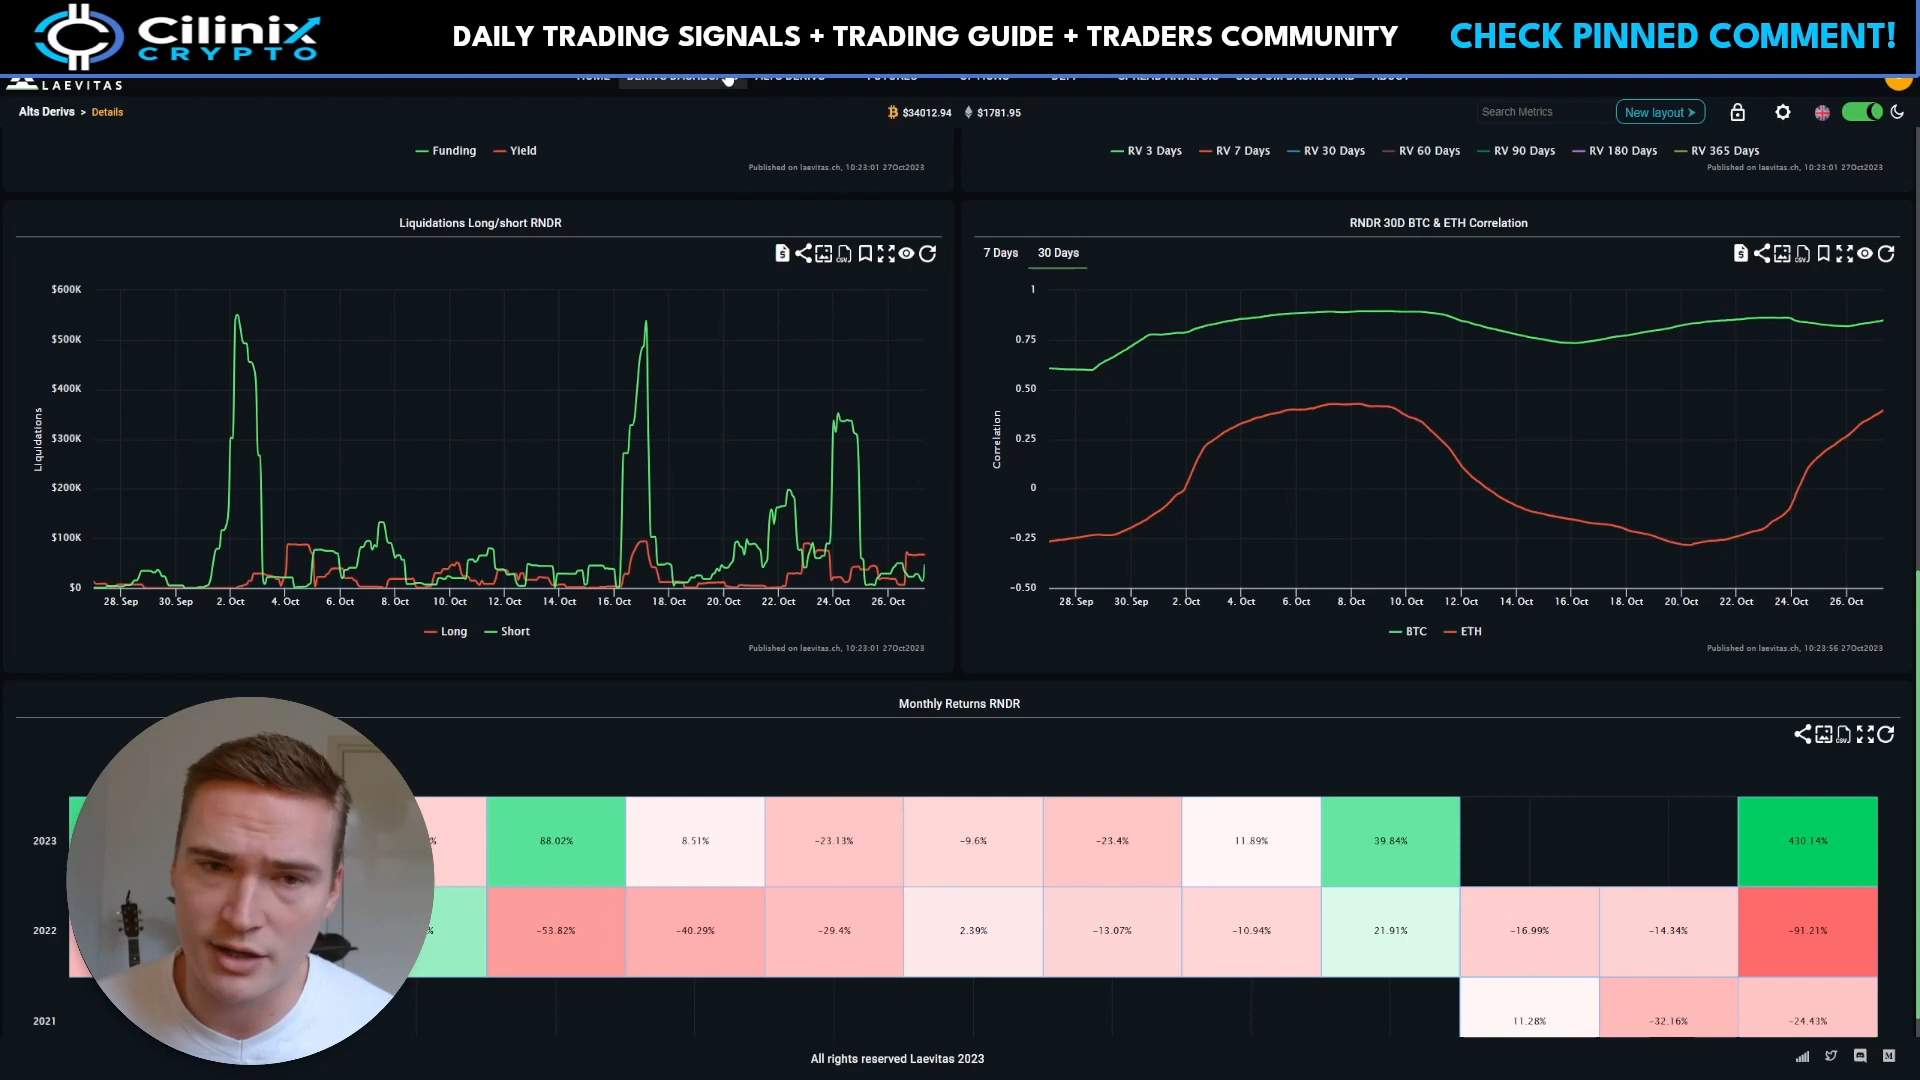 Cilinix
CRYPTO
DAILY TRADING SIGNALS + TRADING GUIDE + TRADERS COMMUNITY
CHECK PINNED COMMENT!
LAEVITAS
Alts Derivs > Details
$34012.94
$1781.95
Search Metrics
New layout >
Funding
Yield
Published on laevitas.ch, 10:23:01 27Oct2023
RV 3 Days
RV 7 Days
RV 30 Days
RV 60 Days
RV 90 Days
RV 180 Days
RV 365 Days
Published on laevitas.ch, 10:23:01 27Oct2023
Liquidations Long/short RNDR
$600K
$500K
$400K
$300K
$200K
$100K
$0
Liquidations
28. Sep 30. Sep 2. Oct 4. Oct 6. Oct 8. Oct 10. Oct 12. Oct 14. Oct 16. Oct 18. Oct 20. Oct 22. Oct 24. Oct 26. Oct
Long
Short
Published on laevitas.ch, 10:23:01 27Oct2023
RNDR 30D BTC & ETH Correlation
7 Days
30 Days
1
0.75
0.50
0.25
0
-0.25
-0.50
Correlation
28. Sep 30. Sep 2. Oct 4. Oct 6. Oct 8. Oct 10. Oct 12. Oct 14. Oct 16. Oct 18. Oct 20. Oct 22. Oct 24. Oct 26. Oct
BTC
ETH
Published on laevitas.ch, 10:23:56 27Oct2023
Monthly Returns RNDR
2023 % 88.02% 8.51% -23.13% -9.6% -23.4% 11.89% 39.84% 430.14%
2022 % -53.82% -40.29% -29.4% 2.39% -13.07% -10.94% 21.91% -16.99% -14.34% -91.21%
2021 11.28% -32.16% -24.43%
All rights reserved Laevitas 2023